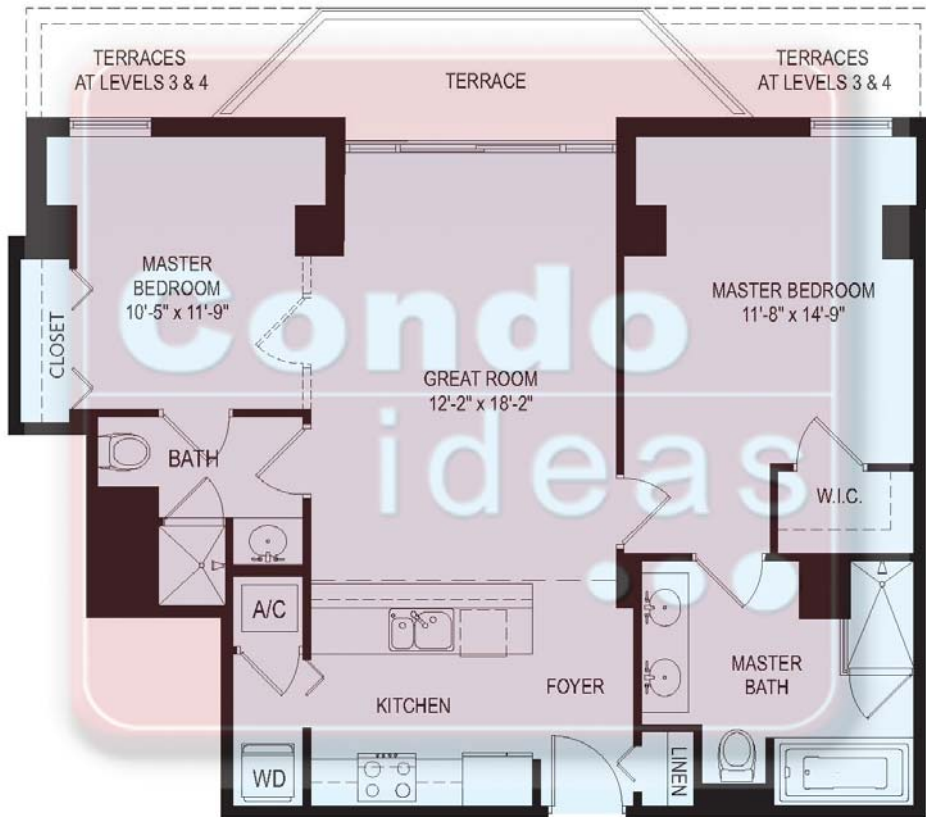 TERRACES
AT LEVELS 3 & 4
TERRACE
TERRACES
AT LEVELS 3 & 4
MASTER
BEDROOM
10'-5" x 11'-9"
MASTER BEDROOM
11'-8" x 14'-9"
CLOSET
Condo
GREAT ROOM
12'-2" x 18'-2"
ideas
...
BATH
W.I.C.
A/C
MASTER
BATH
FOYER
KITCHEN
WD
LINEN